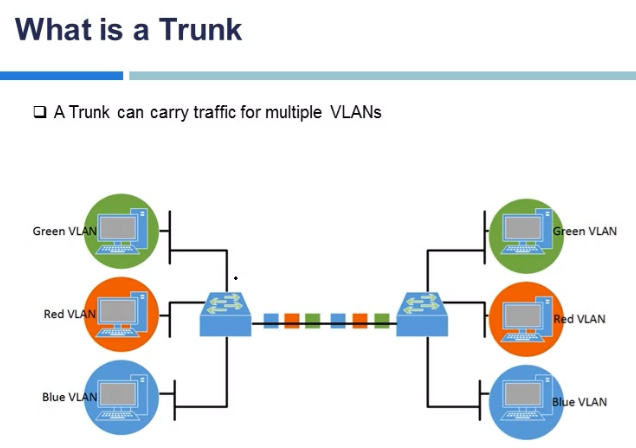 What is a Trunk
A Trunk can carry traffic for multiple VLANs
Green VLAN
Green VLAN
Red VLAN
Red VLAN
Blue VLAN
Blue VLAN